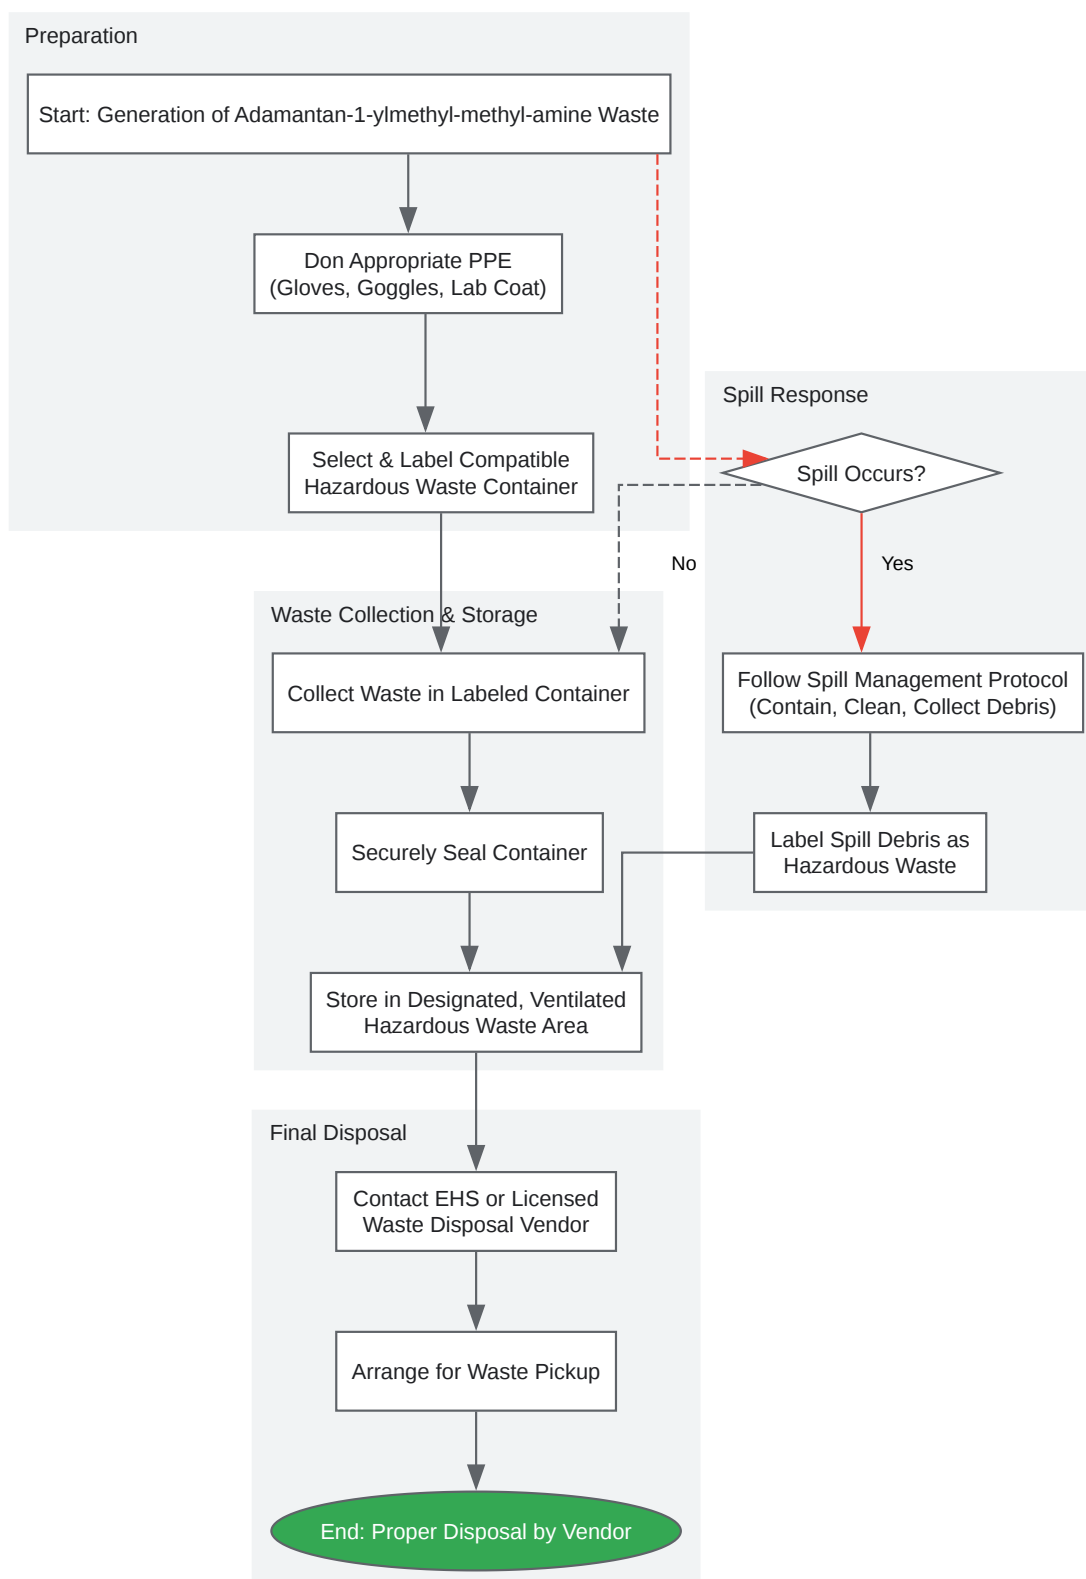 Preparation
Start: Generation of Adamantan-1-ylmethyl-methyl-amine Waste
Don Appropriate PPE
(Gloves, Goggles, Lab Coat)
Select & Label Compatible
Hazardous Waste Container
Spill Response
Spill Occurs?
No
Yes
Follow Spill Management Protocol
(Contain, Clean, Collect Debris)
Label Spill Debris as
Hazardous Waste
Waste Collection & Storage
Collect Waste in Labeled Container
Securely Seal Container
Store in Designated, Ventilated
Hazardous Waste Area
Final Disposal
Contact EHS or Licensed
Waste Disposal Vendor
Arrange for Waste Pickup
End: Proper Disposal by Vendor